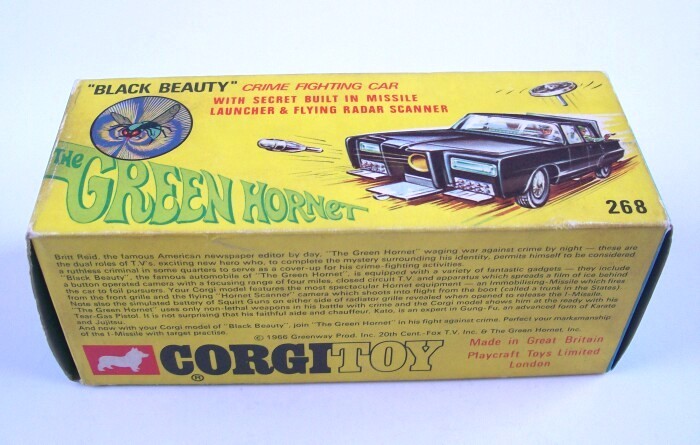 "BLACK BEAUTY" CRIME FIGHTING CAR
WITH SECRET BUILT IN MISSILE
LAUNCHER & FLYING RADAR SCANNER
THE
GREEN HORNET
268
Britt Reid, the famous American newspaper editor by day, "The Green Hornet" waging war against crime by night — these are
the dual roles of T.V's. exciting new hero who, to complete the mystery surrounding his identity, permits himself to be considered
a ruthless criminal in some quarters to serve as a cover-up for his crime fighting activities.
"Black Beauty", the famous automobile of "The Green Hornet", is equipped with a variety of fantastic gadgets — they include
a button operated camera with a focusing range of four miles, closed circuit T.V. and apparatus which spreads a film of ice behind
the car to foil pursuers. Your Corgi model features the most spectacular Hornet equipment — an Immobilising-Missile which fires
from the front grille and the flying "Hornet Scanner" camera which shoots into flight from the boot (called a trunk in the States).
Note also the simulated battery of Squirt Guns on either side of radiator grille revealed when opened to release the I-Missile.
"The Green Hornet" uses only non-lethal weapons in his battle with crime and the Corgi model shows him at the ready with his
Tear-Gas Pistol. It is not surprising that his faithful aide and chauffeur, Kato, is an expert in Gung-Fu, an advanced form of Karate
and Jujitsu.
And now with your Corgi model of "Black Beauty", join "The Green Hornet" in his fight against crime. Perfect your marksmanship
of the I-Missile with target practise.
© 1966 Greenway Prod. Inc. 20th Cent.-Fox T.V. Inc. & The Green Hornet, Inc.
CORGI TOY
®
Made in Great Britain
Playcraft Toys Limited
London